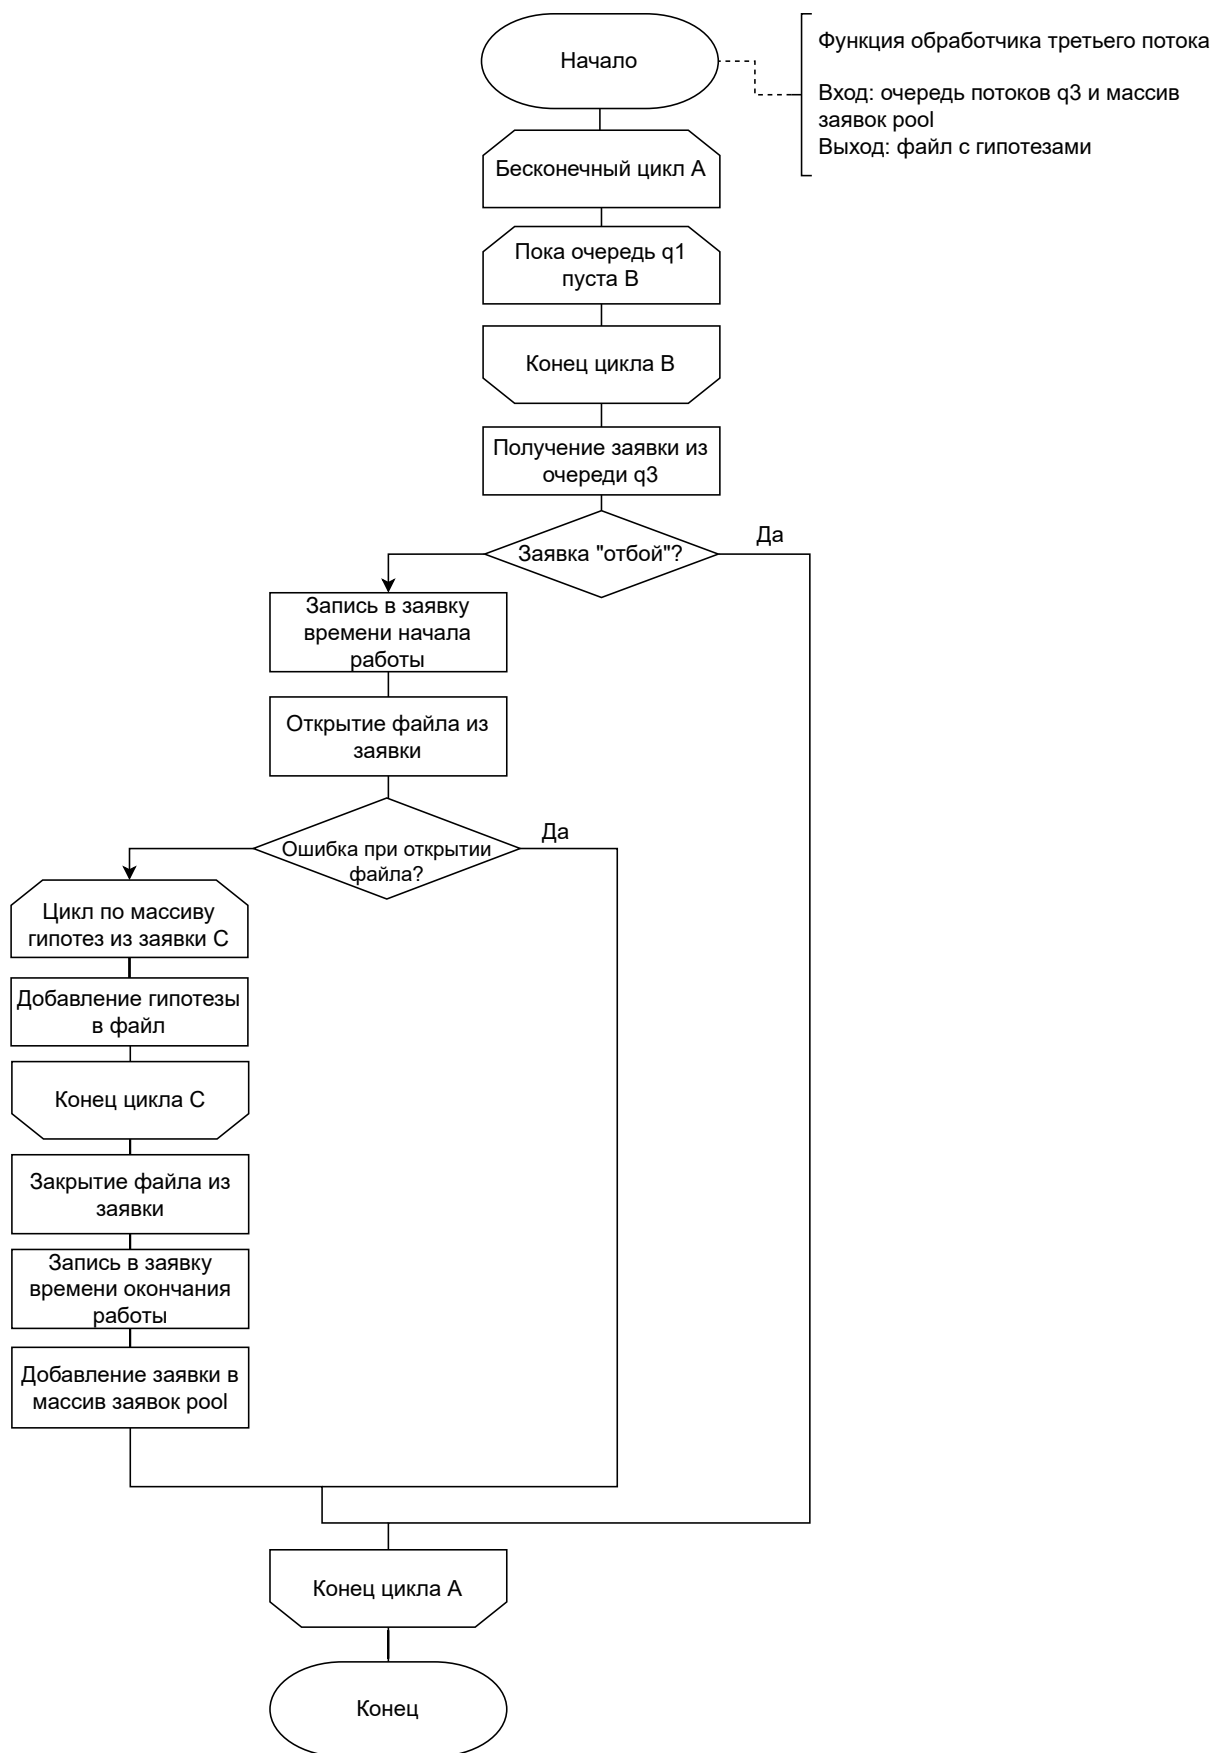 Начало
Функция обработчика третьего потока
Вход: очередь потоков q3 и массив
заявок pool
Выход: файл с гипотезами
Бесконечный цикл A
Пока очередь q1
пуста B
Конец цикла B
Получение заявки из
очереди q3
Заявка "отбой"?
Да
Запись в заявку
времени начала
работы
Открытие файла из
заявки
Ошибка при открытии
файла?
Да
Цикл по массиву
гипотез из заявки C
Добавление гипотезы
в файл
Конец цикла C
Закрытие файла из
заявки
Запись в заявку
времени окончания
работы
Добавление заявки в
массив заявок pool
Конец цикла A
Конец